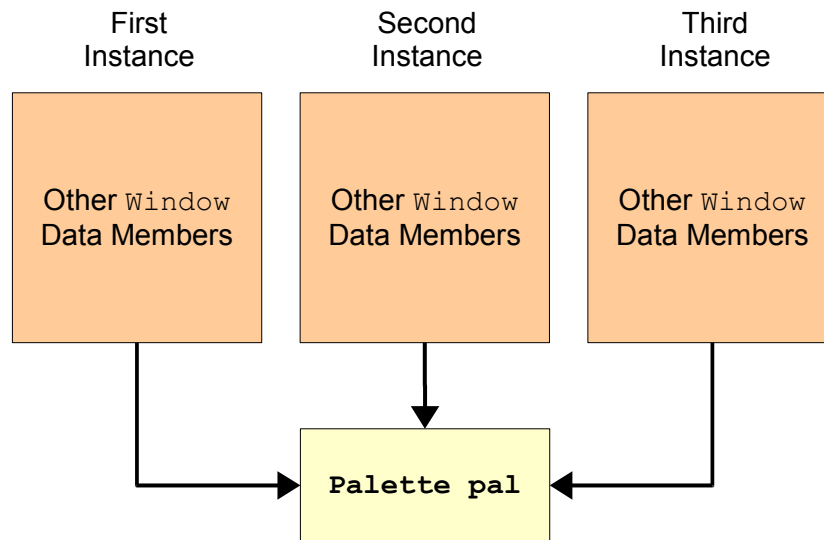 First
Instance
Second
Instance
Third
Instance
Other Window
Data Members
Other Window
Data Members
Other Window
Data Members
Palette pal